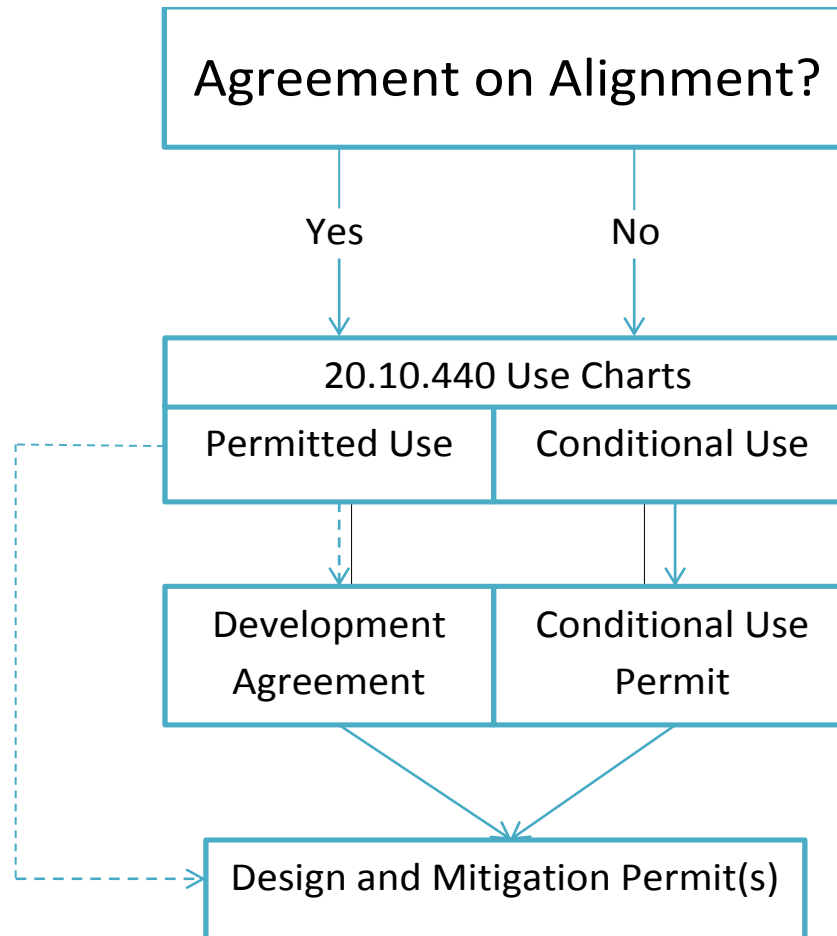 Agreement on Alignment?
Yes
No
20.10.440 Use Charts
Permitted Use
Conditional Use
Development
Agreement
Conditional Use
Permit
Design and Mitigation Permit(s)